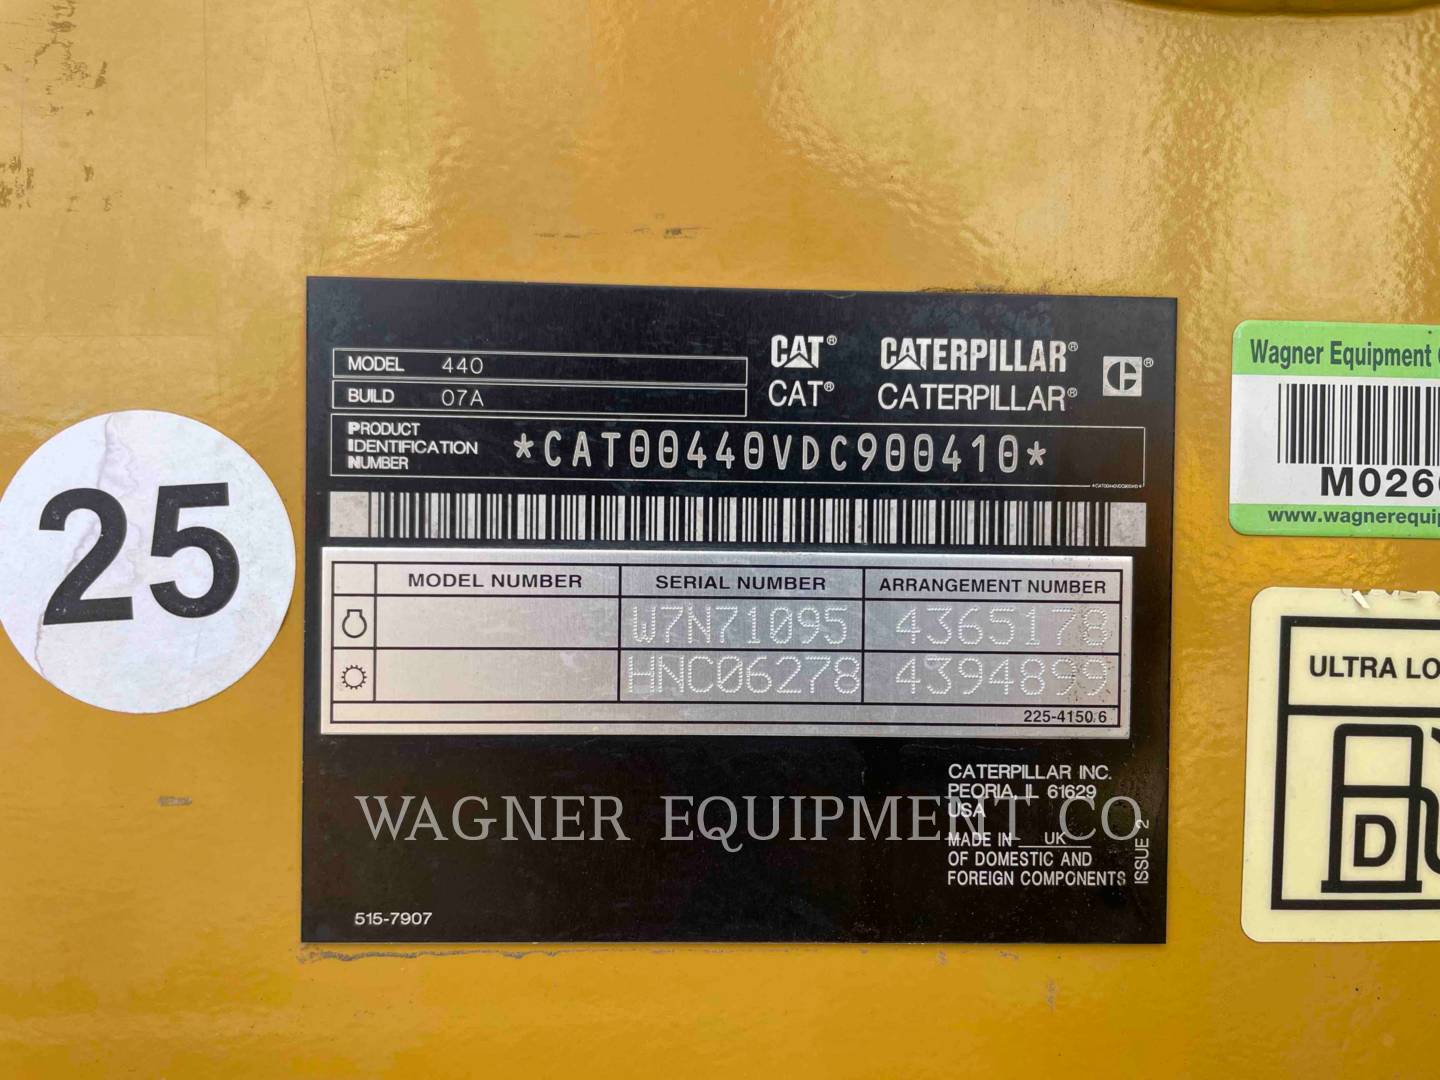 MODEL 440
BUILD 07A
CAT® CATERPILLAR®
CAT® CATERPILLAR®
PRODUCT
IDENTIFICATION
NUMBER
*CAT00440VDC900410*
*CAT00440VDC900410*
MODEL NUMBER SERIAL NUMBER ARRANGEMENT NUMBER
W7N71095 4365178
HNC06278 4394899
225-4150 6
CATERPILLAR INC.
PEORIA, IL 61629
USA
MADE IN UK
OF DOMESTIC AND
FOREIGN COMPONENTS
ISSUE 2
515-7907
WAGNER EQUIPMENT CO
25
Wagner Equipment
M026
www.wagnerequip
ULTRA LO
D